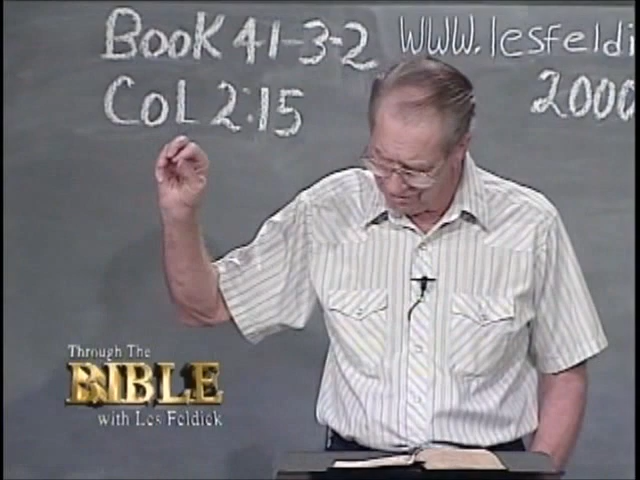 Book 41-3-2 www.lesfeldi
Col 2:15 2000
Through The
BIBLE
with Les Feldick